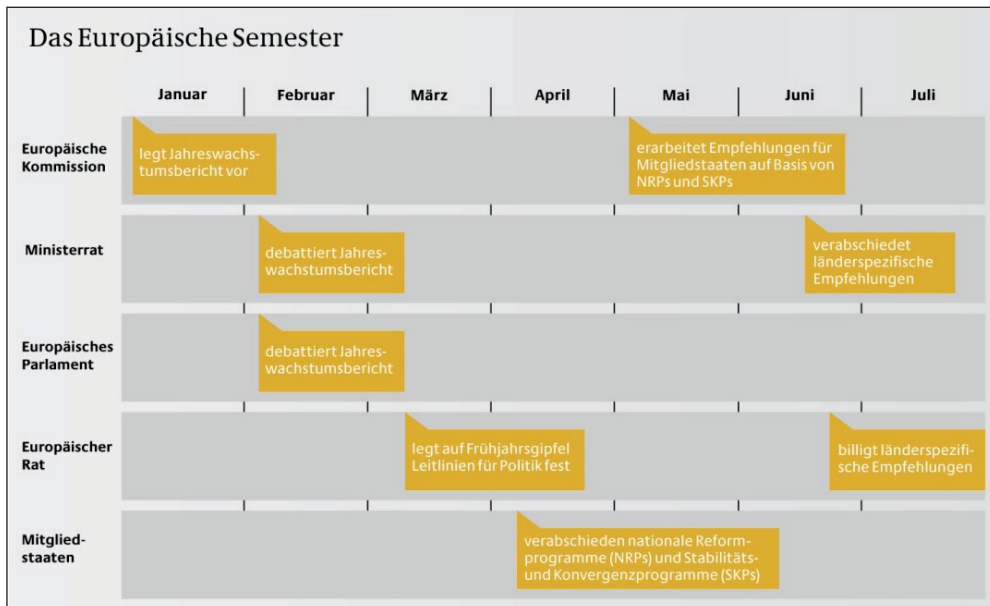 Das Europäische Semester
Januar
Februar
März
April
Mai
Juni
Juli
Europäische
Kommission
legt Jahreswachs-
tumsbericht vor
erarbeitet Empfehlungen für
Mitgliedstaaten auf Basis von
NRPs und SKPs
Ministerrat
debattiert Jahres-
wachstumsbericht
verabschiedet
länderspezifische
Empfehlungen
Europäisches
Parlament
debattiert Jahres-
wachstumsbericht
Europäischer
Rat
legt auf Frühjahrsgipfel
Leitlinien für Politik fest
billigt länderspezifi-
sche Empfehlungen
Mitglied-
staaten
verabschieden nationale Reform-
programme (NRPs) und Stabilitäts-
und Konvergenzprogramme (SKPs)